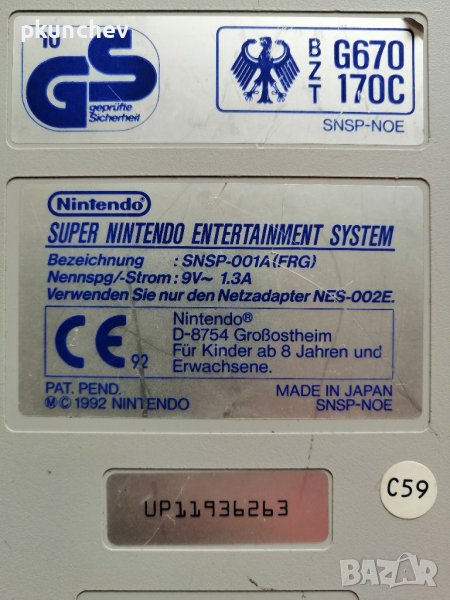 pkunchev
10
GS
geprüfte
Sicherheit
BZT
G670
170C
SNSP-NOE
Nintendo
SUPER NINTENDO ENTERTAINMENT SYSTEM
Bezeichnung : SNSP-001A(FRG)
Nennspg/-Strom : 9V~ 1.3A
Verwenden Sie nur den Netzadapter NES-002E.
CE 92
Nintendo®
D-8754 Großostheim
Für Kinder ab 8 Jahren und
Erwachsene.
PAT. PEND.
Ⓜ©1992 NINTENDO
MADE IN JAPAN
SNSP-NOE
UP11936263
C59
BAZAR